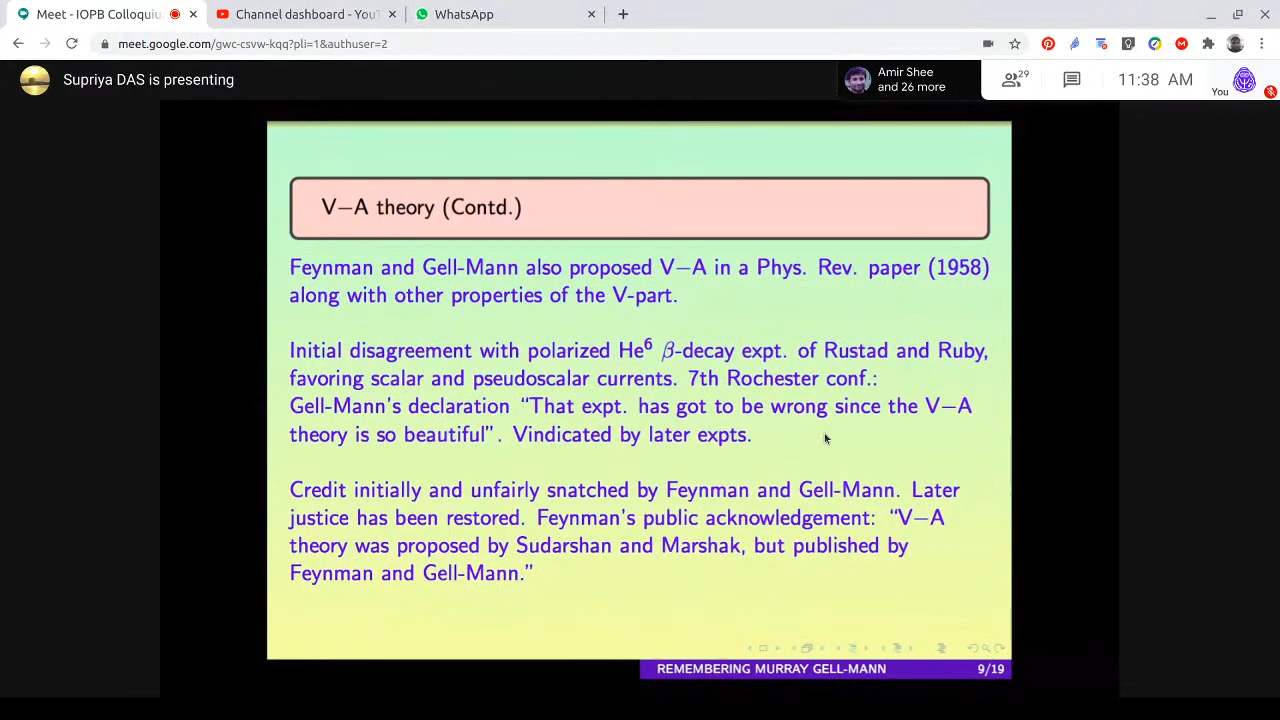 Meet - IOPB Colloquiu
Channel dashboard - YouT
WhatsApp
meet.google.com/gwc-csvw-kqq?pli=1&authuser=2
Supriya DAS is presenting
Amir Shee
and 26 more
29
11:38 AM
You
V−A theory (Contd.)
Feynman and Gell-Mann also proposed V−A in a Phys. Rev. paper (1958)
along with other properties of the V-part.
Initial disagreement with polarized He⁶ β-decay expt. of Rustad and Ruby,
favoring scalar and pseudoscalar currents. 7th Rochester conf.:
Gell-Mann's declaration “That expt. has got to be wrong since the V−A
theory is so beautiful”. Vindicated by later expts.
Credit initially and unfairly snatched by Feynman and Gell-Mann. Later
justice has been restored. Feynman's public acknowledgement: “V−A
theory was proposed by Sudarshan and Marshak, but published by
Feynman and Gell-Mann.”
REMEMBERING MURRAY GELL-MANN 9/19